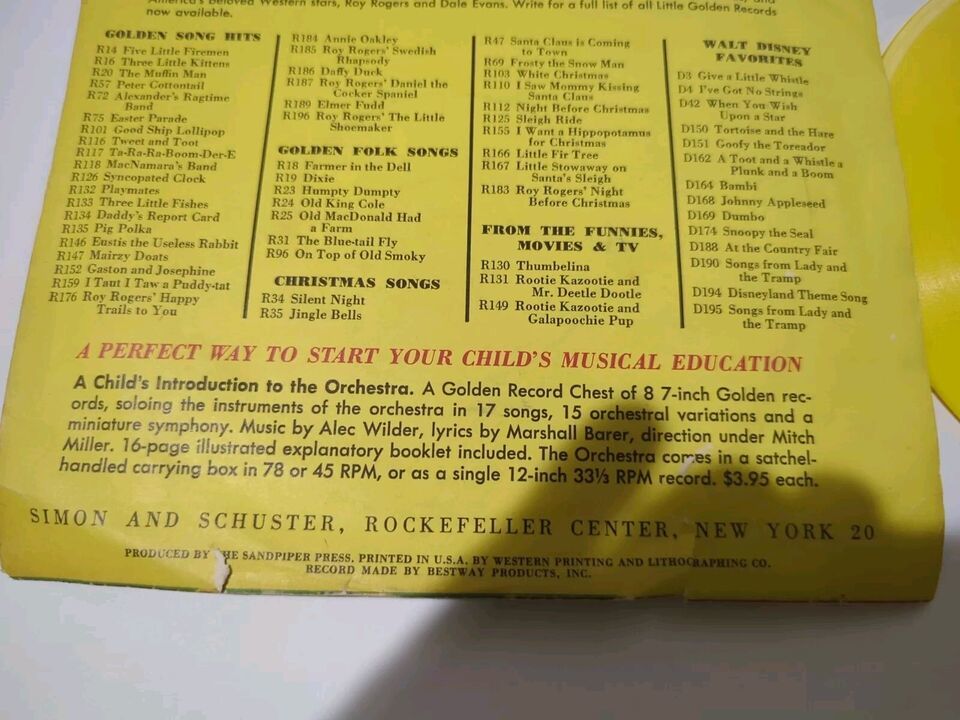 America's Beloved Western stars, Roy Rogers and Dale Evans. Write for a full list of all Little Golden Records
now available.
GOLDEN SONG HITS
R14 Five Little Firemen
R16 Three Little Kittens
R20 The Muffin Man
R57 Peter Cottontail
R72 Alexander's Ragtime
Band
R75 Easter Parade
R101 Good Ship Lollipop
R116 Tweet and Toot
R117 Ta-Ra-Ra-Boom-Der-E
R118 MacNamara's Band
R126 Syncopated Clock
R132 Playmates
R133 Three Little Fishes
R134 Daddy's Report Card
R135 Pig Polka
R146 Eustis the Useless Rabbit
R147 Mairzy Doats
R152 Gaston and Josephine
R159 I Taut I Taw a Puddy-tat
R176 Roy Rogers' Happy
Trails to You
R184 Annie Oakley
R185 Roy Rogers' Swedish
Rhapsody
R186 Daffy Duck
R187 Roy Rogers' Daniel the
Cocker Spaniel
R189 Elmer Fudd
R196 Roy Rogers' The Little
Shoemaker
GOLDEN FOLK SONGS
R18 Farmer in the Dell
R19 Dixie
R23 Humpty Dumpty
R24 Old King Cole
R25 Old MacDonald Had
a Farm
R31 The Blue-tail Fly
R96 On Top of Old Smoky
CHRISTMAS SONGS
R34 Silent Night
R35 Jingle Bells
R47 Santa Claus is Coming
to Town
R69 Frosty the Snow Man
R103 White Christmas
R110 I Saw Mommy Kissing
Santa Claus
R112 Night Before Christmas
R125 Sleigh Ride
R155 I Want a Hippopotamus
for Christmas
R166 Little Fir Tree
R167 Little Stowaway on
Santa's Sleigh
R183 Roy Rogers' Night
Before Christmas
FROM THE FUNNIES,
MOVIES & TV
R130 Thumbelina
R131 Rootie Kazootie and
Mr. Deetle Dootle
R149 Rootie Kazootie and
Galapoochie Pup
WALT DISNEY
FAVORITES
D3 Give a Little Whistle
D4 I've Got No Strings
D42 When You Wish
Upon a Star
D150 Tortoise and the Hare
D151 Goofy the Toreador
D162 A Toot and a Whistle a
Plunk and a Boom
D164 Bambi
D168 Johnny Appleseed
D169 Dumbo
D174 Snoopy the Seal
D188 At the Country Fair
D190 Songs from Lady and
the Tramp
D194 Disneyland Theme Song
D195 Songs from Lady and
the Tramp
A PERFECT WAY TO START YOUR CHILD'S MUSICAL EDUCATION
A Child's Introduction to the Orchestra. A Golden Record Chest of 8 7-inch Golden rec-
ords, soloing the instruments of the orchestra in 17 songs, 15 orchestral variations and a
miniature symphony. Music by Alec Wilder, lyrics by Marshall Barer, direction under Mitch
Miller. 16-page illustrated explanatory booklet included. The Orchestra comes in a satchel-
handled carrying box in 78 or 45 RPM, or as a single 12-inch 33⅓ RPM record. $3.95 each.
SIMON AND SCHUSTER, ROCKEFELLER CENTER, NEW YORK 20
PRODUCED BY THE SANDPIPER PRESS. PRINTED IN U.S.A. BY WESTERN PRINTING AND LITHOGRAPHING CO.
RECORD MADE BY BESTWAY PRODUCTS, INC.